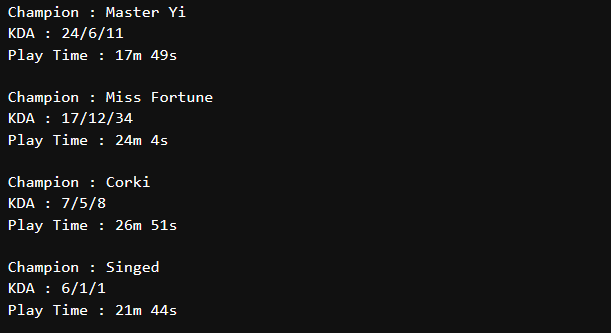 Champion : Master Yi
KDA : 24/6/11
Play Time : 17m 49s
Champion : Miss Fortune
KDA : 17/12/34
Play Time : 24m 4s
Champion : Corki
KDA : 7/5/8
Play Time : 26m 51s
Champion : Singed
KDA : 6/1/1
Play Time : 21m 44s